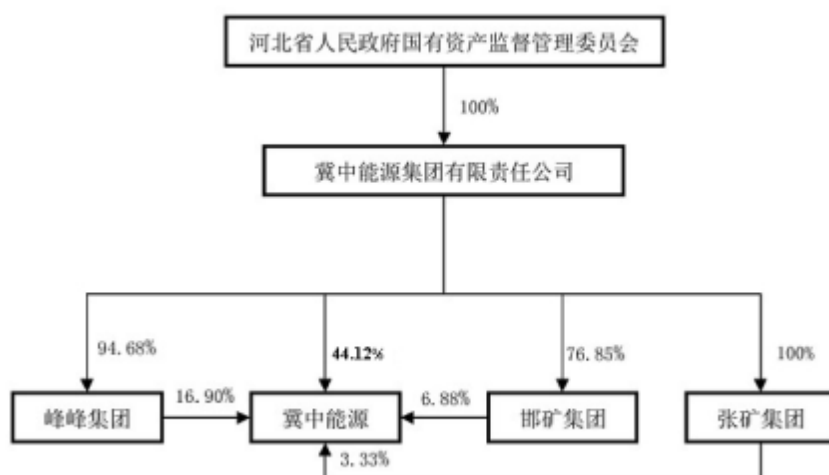 河北省人民政府国有资产监督管理委员会
100%
冀中能源集团有限责任公司
94.68%
44.12%
76.85%
100%
峰峰集团
16.90%
冀中能源
6.88%
邯矿集团
张矿集团
3.33%